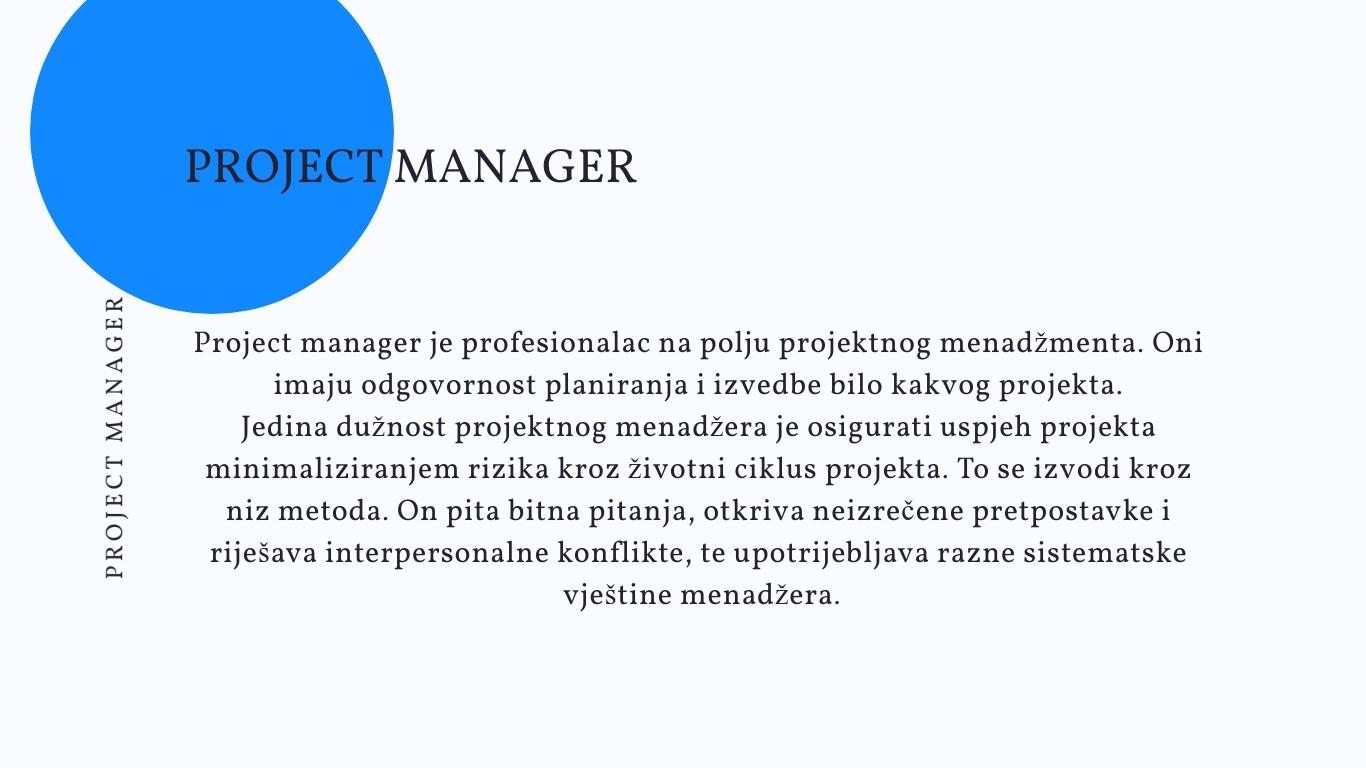 PROJECT MANAGER
PROJECT MANAGER
Project manager je profesionalac na polju projektnog menadžmenta. Oni
imaju odgovornost planiranja i izvedbe bilo kakvog projekta.
Jedina dužnost projektnog menadžera je osigurati uspjeh projekta
minimaliziranjem rizika kroz životni ciklus projekta. To se izvodi kroz
niz metoda. On pita bitna pitanja, otkriva neizrečene pretpostavke i
riješava interpersonalne konflikte, te upotrijebljava razne sistematske
vještine menadžera.